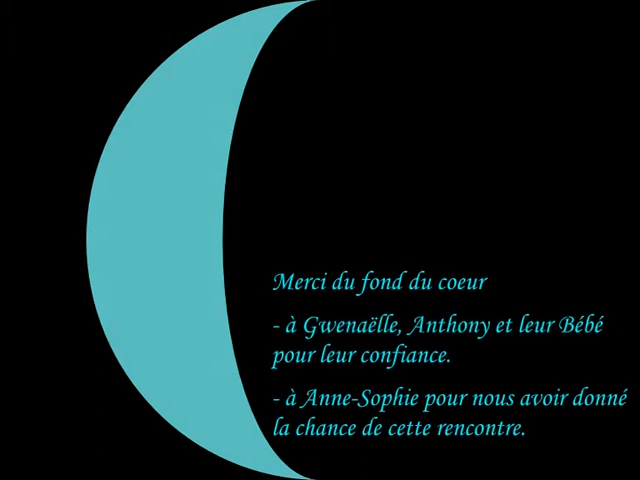 Merci du fond du coeur
- à Gwenaëlle, Anthony et leur Bébé
pour leur confiance.
- à Anne-Sophie pour nous avoir donné
la chance de cette rencontre.